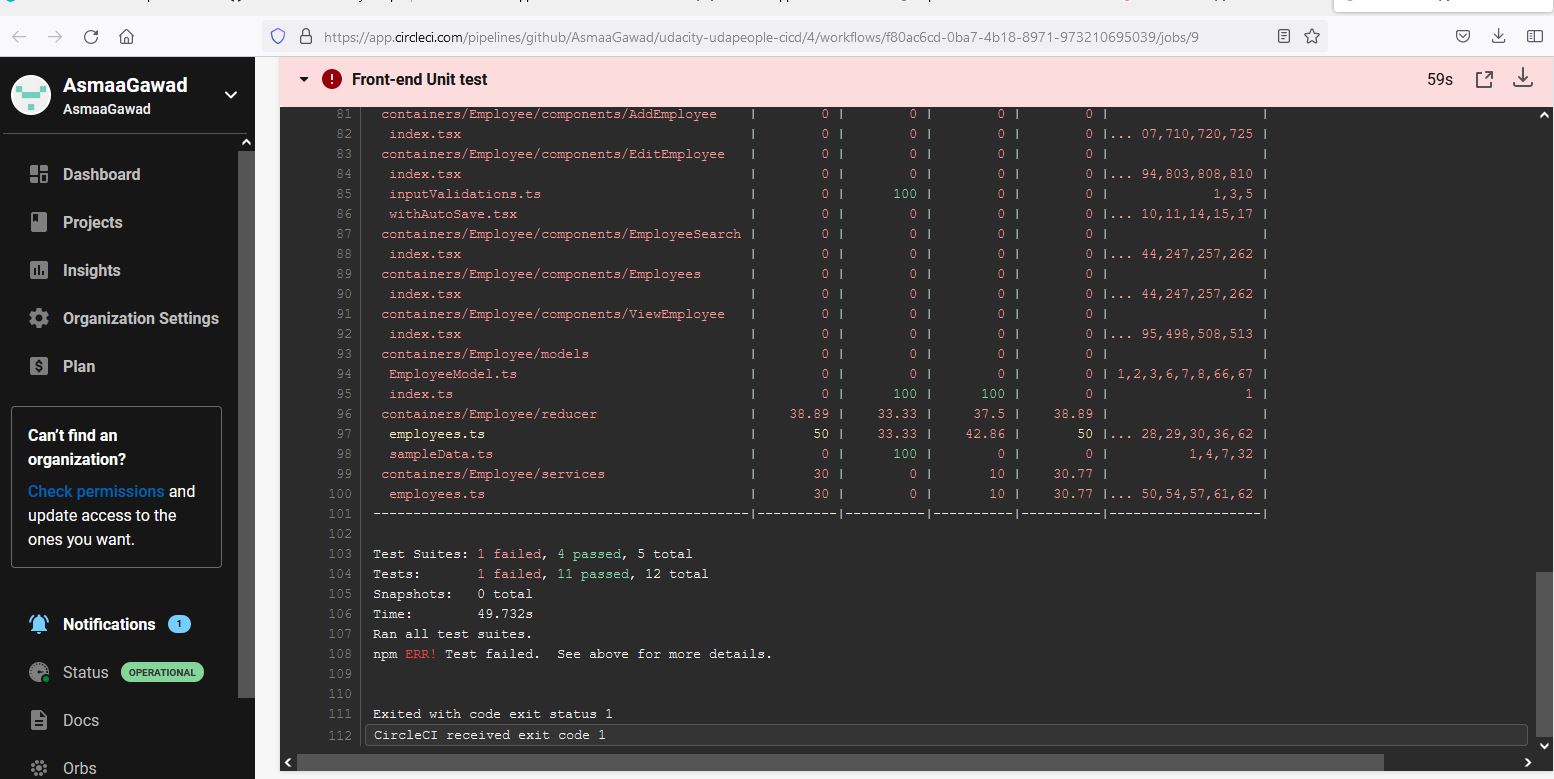 https://app.circleci.com/pipelines/github/AsmaaGawad/udacity-udapeople-cicd/4/workflows/f80ac6cd-0ba7-4b18-8971-973210695039/jobs/9
AsmaaGawad
AsmaaGawad
Dashboard
Projects
Insights
Organization Settings
Plan
Can't find an
organization?
Check permissions and
update access to the
ones you want.
Notifications 1
Status OPERATIONAL
Docs
Orbs
Front-end Unit test 59s
81 containers/Employee/components/AddEmployee | 0 | 0 | 0 | 0 | |
82 index.tsx | 0 | 0 | 0 | 0 |... 07,710,720,725 |
83 containers/Employee/components/EditEmployee | 0 | 0 | 0 | 0 | |
84 index.tsx | 0 | 0 | 0 | 0 |... 94,803,808,810 |
85 inputValidations.ts | 0 | 100 | 0 | 0 | 1,3,5 |
86 withAutoSave.tsx | 0 | 0 | 0 | 0 |... 10,11,14,15,17 |
87 containers/Employee/components/EmployeeSearch | 0 | 0 | 0 | 0 | |
88 index.tsx | 0 | 0 | 0 | 0 |... 44,247,257,262 |
89 containers/Employee/components/Employees | 0 | 0 | 0 | 0 | |
90 index.tsx | 0 | 0 | 0 | 0 |... 44,247,257,262 |
91 containers/Employee/components/ViewEmployee | 0 | 0 | 0 | 0 | |
92 index.tsx | 0 | 0 | 0 | 0 |... 95,498,508,513 |
93 containers/Employee/models | 0 | 0 | 0 | 0 | |
94 EmployeeModel.ts | 0 | 0 | 0 | 0 | 1,2,3,6,7,8,66,67 |
95 index.ts | 0 | 100 | 100 | 0 | 1 |
96 containers/Employee/reducer | 38.89 | 33.33 | 37.5 | 38.89 | |
97 employees.ts | 50 | 33.33 | 42.86 | 50 |... 28,29,30,36,62 |
98 sampleData.ts | 0 | 100 | 0 | 0 | 1,4,7,32 |
99 containers/Employee/services | 30 | 0 | 10 | 30.77 | |
100 employees.ts | 30 | 0 | 10 | 30.77 |... 50,54,57,61,62 |
101 -----------------------------------------------|----------|----------|----------|----------|-------------------|
102
103 Test Suites: 1 failed, 4 passed, 5 total
104 Tests: 1 failed, 11 passed, 12 total
105 Snapshots: 0 total
106 Time: 49.732s
107 Ran all test suites.
108 npm ERR! Test failed. See above for more details.
109
110
111 Exited with code exit status 1
112 CircleCI received exit code 1